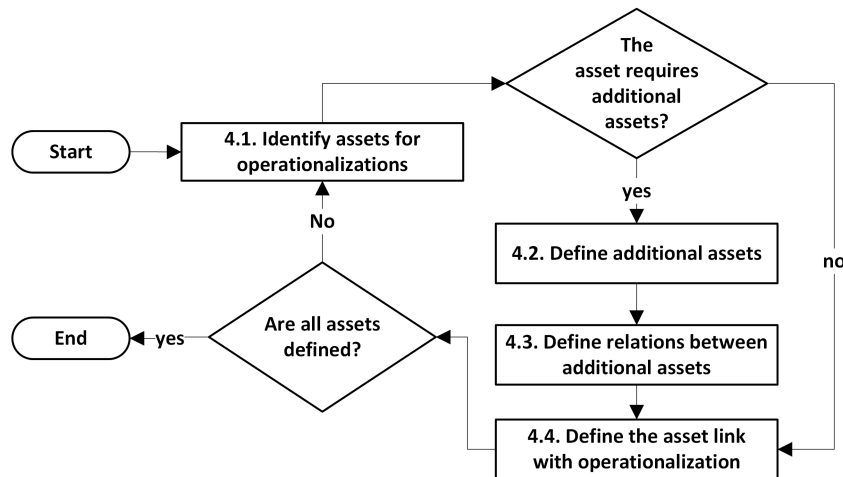 The
asset requires
additional
assets?
Start
4.1. Identify assets for
operationalizations
yes
No
4.2. Define additional assets
no
End
yes
Are all assets
defined?
4.3. Define relations between
additional assets
4.4. Define the asset link
with operationalization